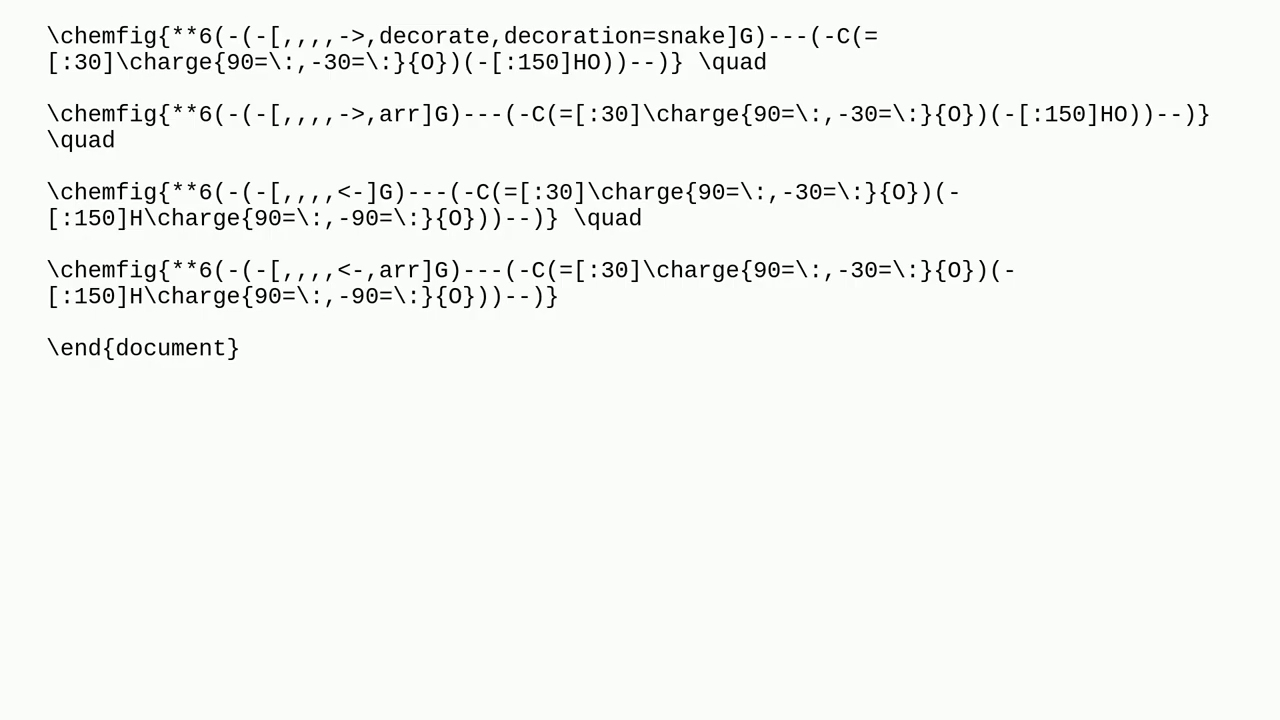 \chemfig{**6(-(-[,,,,->,decorate,decoration=snake]G)---(-C(=
[:30]\charge{90=\:,-30=\:}{O})(-[:150]HO))--)} \quad
\chemfig{**6(-(-[,,,,->,arr]G)---(-C(=[:30]\charge{90=\:,-30=\:}{O})(-[:150]HO))--)}
\quad
\chemfig{**6(-(-[,,,,<-]G)---(-C(=[:30]\charge{90=\:,-30=\:}{O})(-
[:150]H\charge{90=\:,-90=\:}{O}))--)} \quad
\chemfig{**6(-(-[,,,,<-,arr]G)---(-C(=[:30]\charge{90=\:,-30=\:}{O})(-
[:150]H\charge{90=\:,-90=\:}{O}))--)}
\end{document}